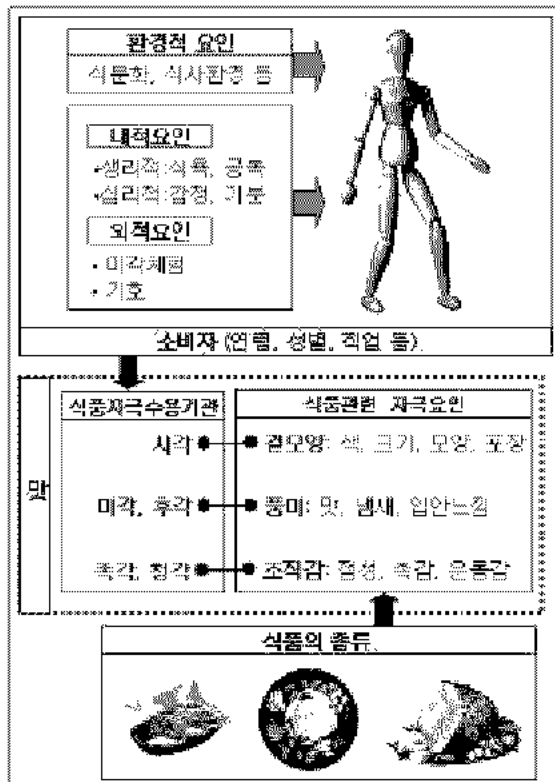 환경적 요인
식문화, 식사환경 등
내적요인
•생리적:식욕, 공복
•심리적:감정, 기분
외적요인
• 미각체험
• 기호
소비자 (연령, 성별, 직업 등)
맛
식품자극수용기관
식품관련 자극요인
시각
겉모양: 색, 크기, 모양, 포장
미각, 후각
풍미: 맛, 냄새, 입안느낌
촉각, 청각
조직감: 점성, 촉감, 운동감
식품의 종류